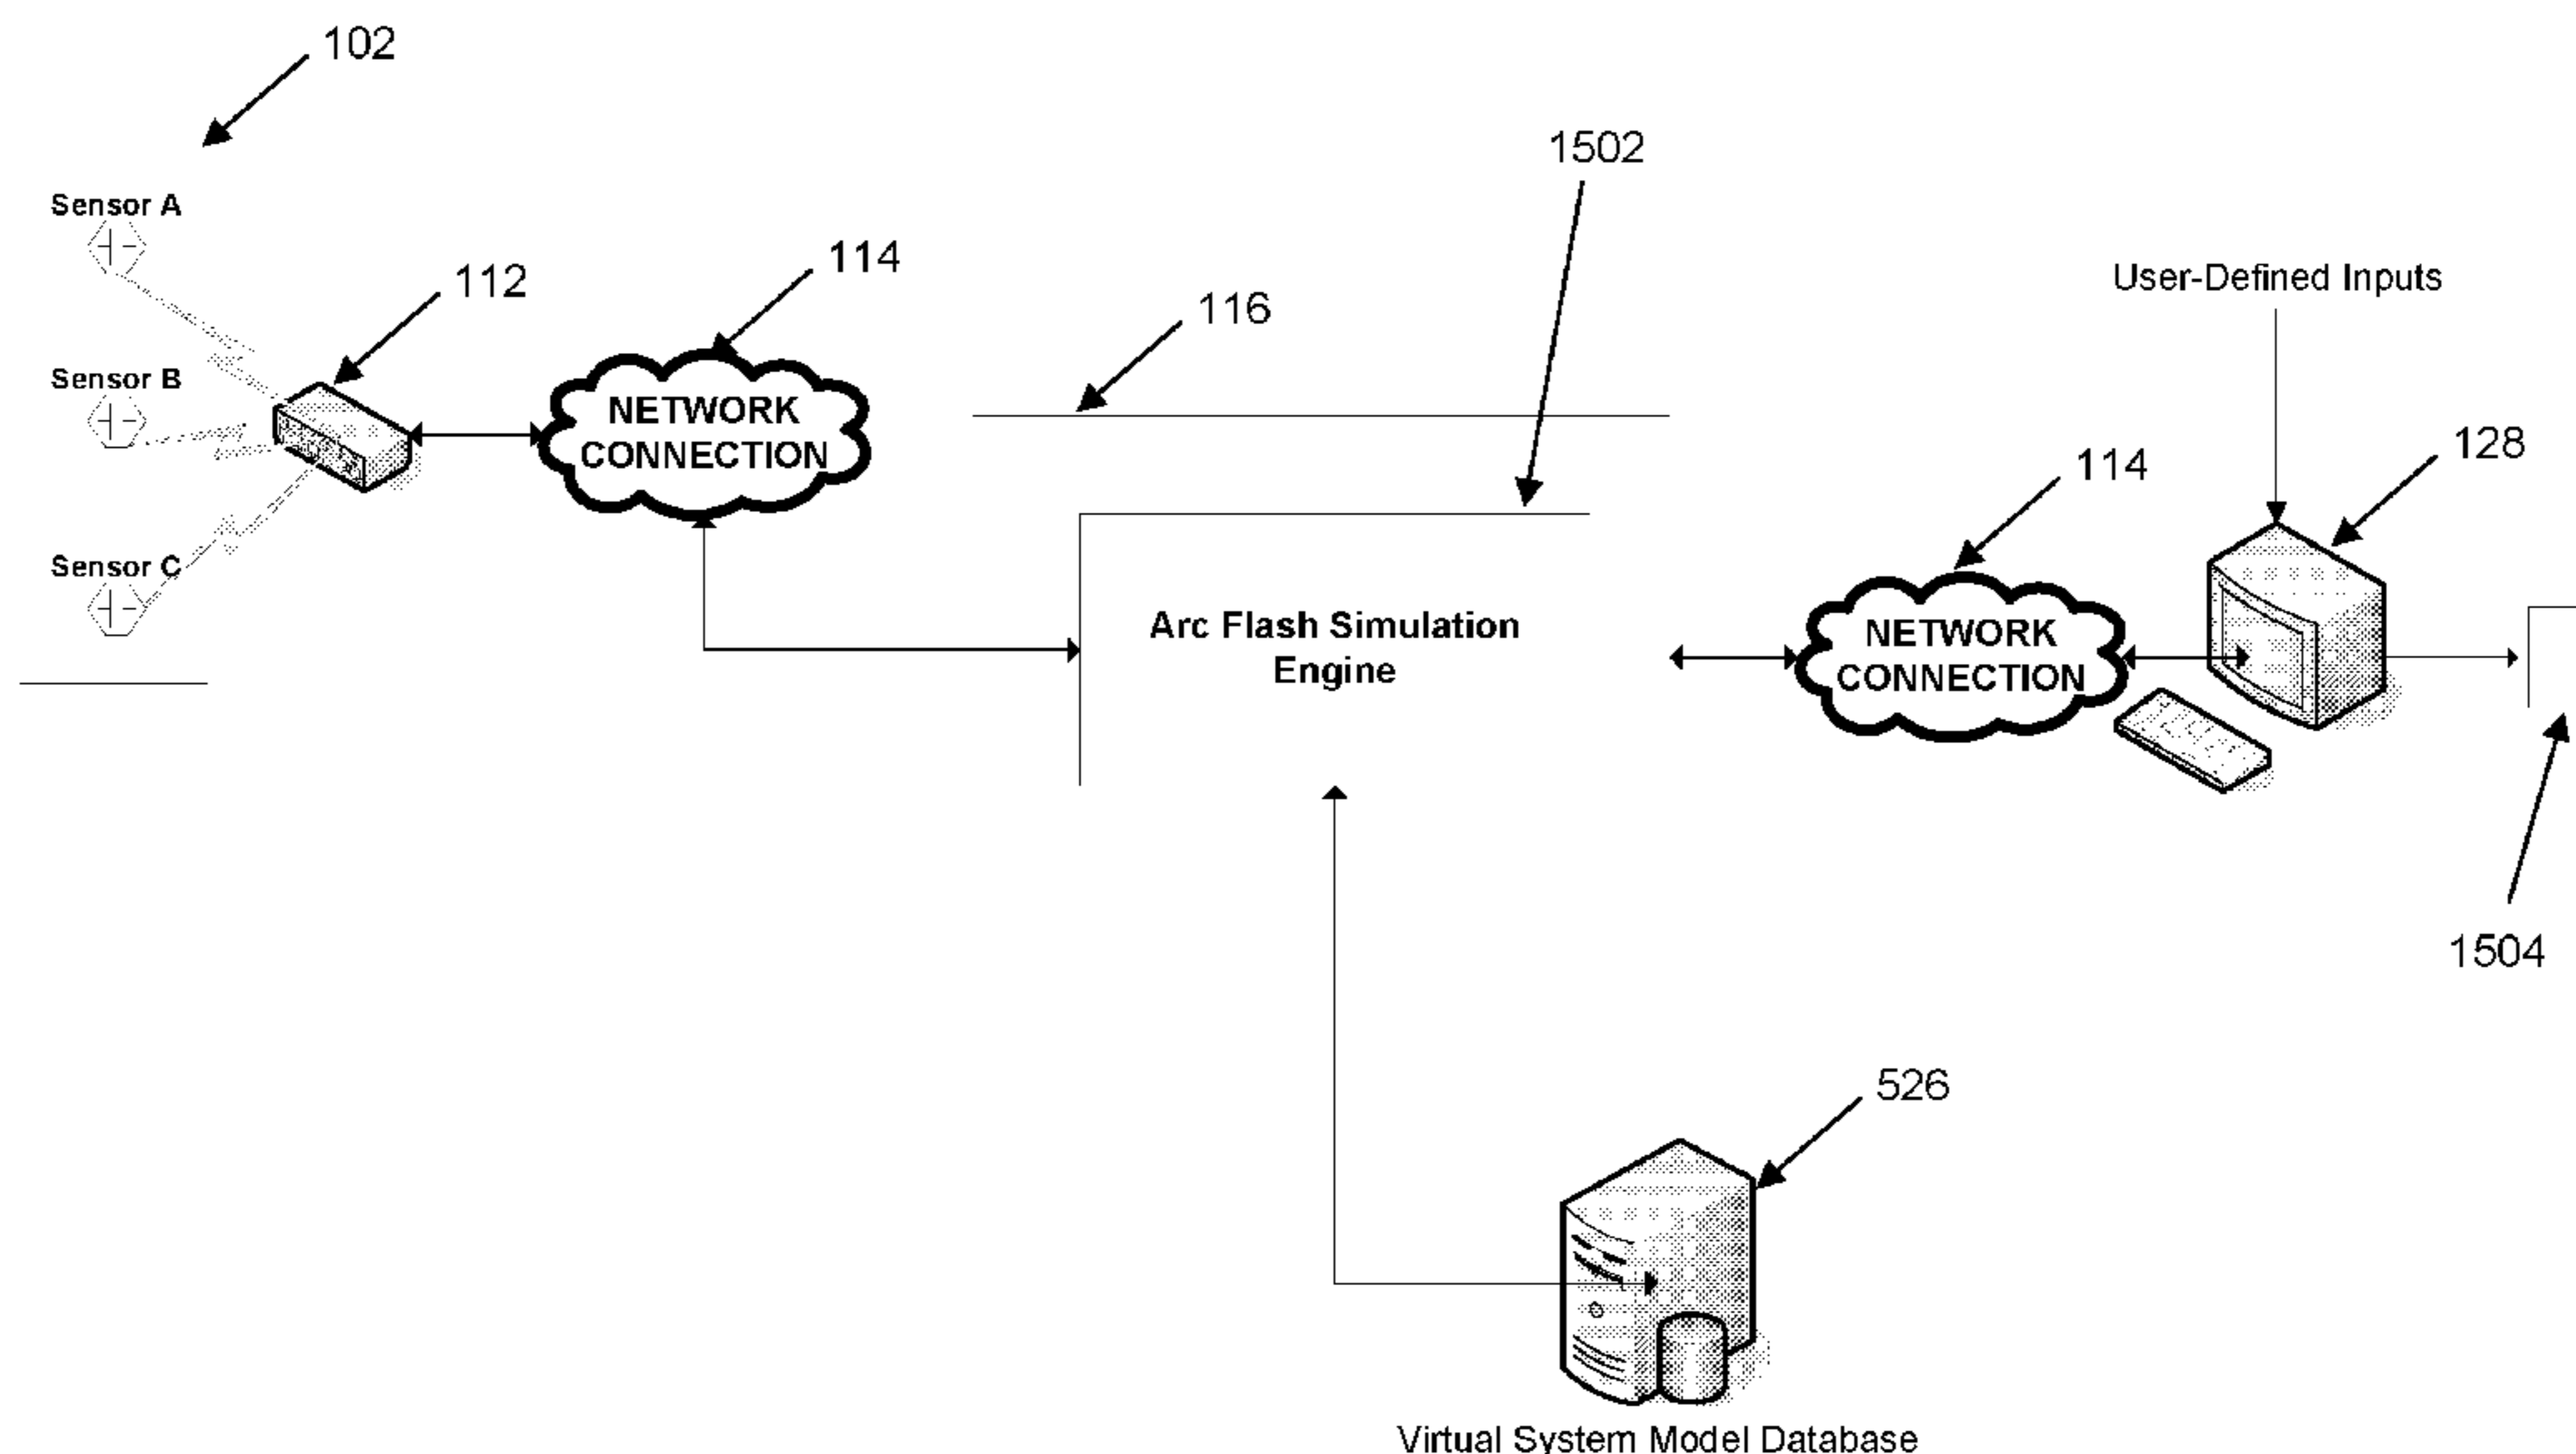 102
1502
Sensor A
114
112
User-Defined Inputs
116
Sensor B
NETWORK
CONNECTION
128
114
Sensor C
Arc Flash Simulation
Engine
NETWORK
CONNECTION
1504
526
Virtual System Model Database